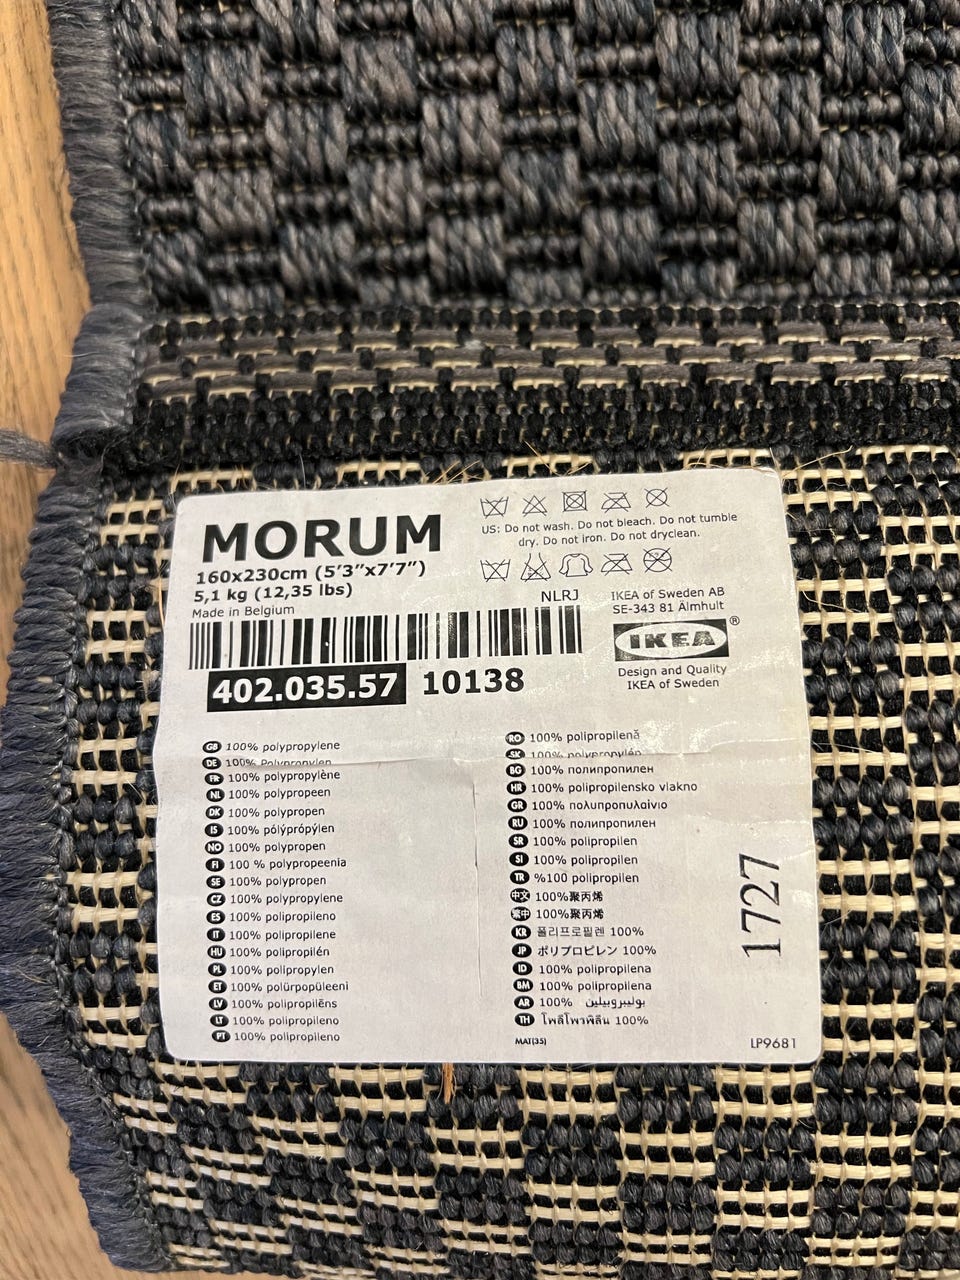 MORUM
160x230cm (5'3"x7'7")
5,1 kg (12,35 lbs)
Made in Belgium
US: Do not wash. Do not bleach. Do not tumble
dry. Do not iron. Do not dryclean.
NLRJ
IKEA of Sweden AB
SE-343 81 Älmhult
IKEA®
Design and Quality
IKEA of Sweden
402.035.57 10138
GB 100% polypropylene
DE 100% Polypropylen
FR 100% polypropylène
NL 100% polypropeen
DK 100% polypropen
IS 100% pólýprópýlen
NO 100% polypropen
FI 100 % polypropeenia
SE 100% polypropen
CZ 100% polypropylene
ES 100% polipropileno
IT 100% polipropilene
HU 100% polipropilén
PL 100% polipropylen
ET 100% polürpopüleeni
LV 100% polipropilēns
LT 100% polipropileno
PT 100% polipropileno
RO 100% polipropilenă
SK 100% polypropylén
BG 100% полипропилен
HR 100% polipropilensko vlakno
GR 100% πολυπροπυλαίνιο
RU 100% полипропилен
SR 100% polipropilen
SI 100% polipropilen
TR %100 polipropilen
中文 100%聚丙烯
繁中 100%聚丙烯
KR 폴리프로필렌 100%
JP ポリプロピレン 100%
ID 100% polipropilena
BM 100% polipropilena
AR 100% بوليبروبيلين
TH โพลีโพรพิลีน 100%
MAT(35)
1727
LP9681